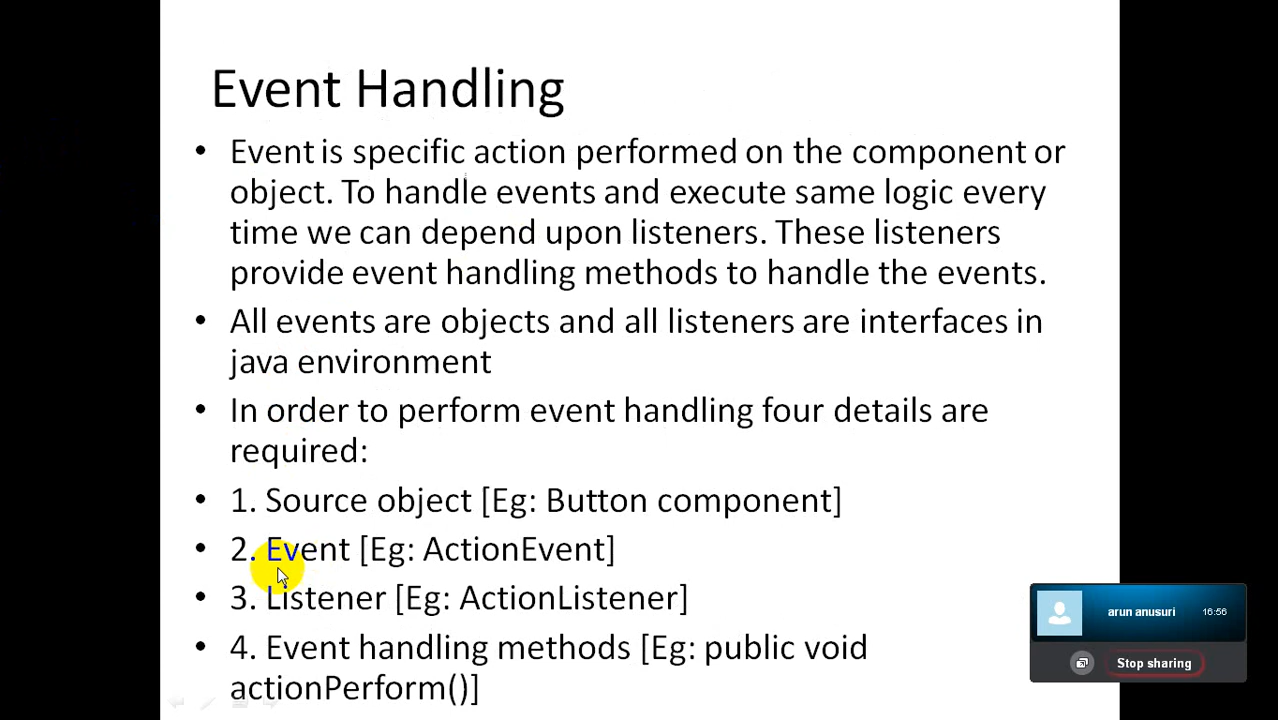 Event Handling
• Event is specific action performed on the component or
object. To handle events and execute same logic every
time we can depend upon listeners. These listeners
provide event handling methods to handle the events.
• All events are objects and all listeners are interfaces in
java environment
• In order to perform event handling four details are
required:
• 1. Source object [Eg: Button component]
• 2. Event [Eg: ActionEvent]
• 3. Listener [Eg: ActionListener]
• 4. Event handling methods [Eg: public void
actionPerform()]
arun anusuri 16:56
Stop sharing